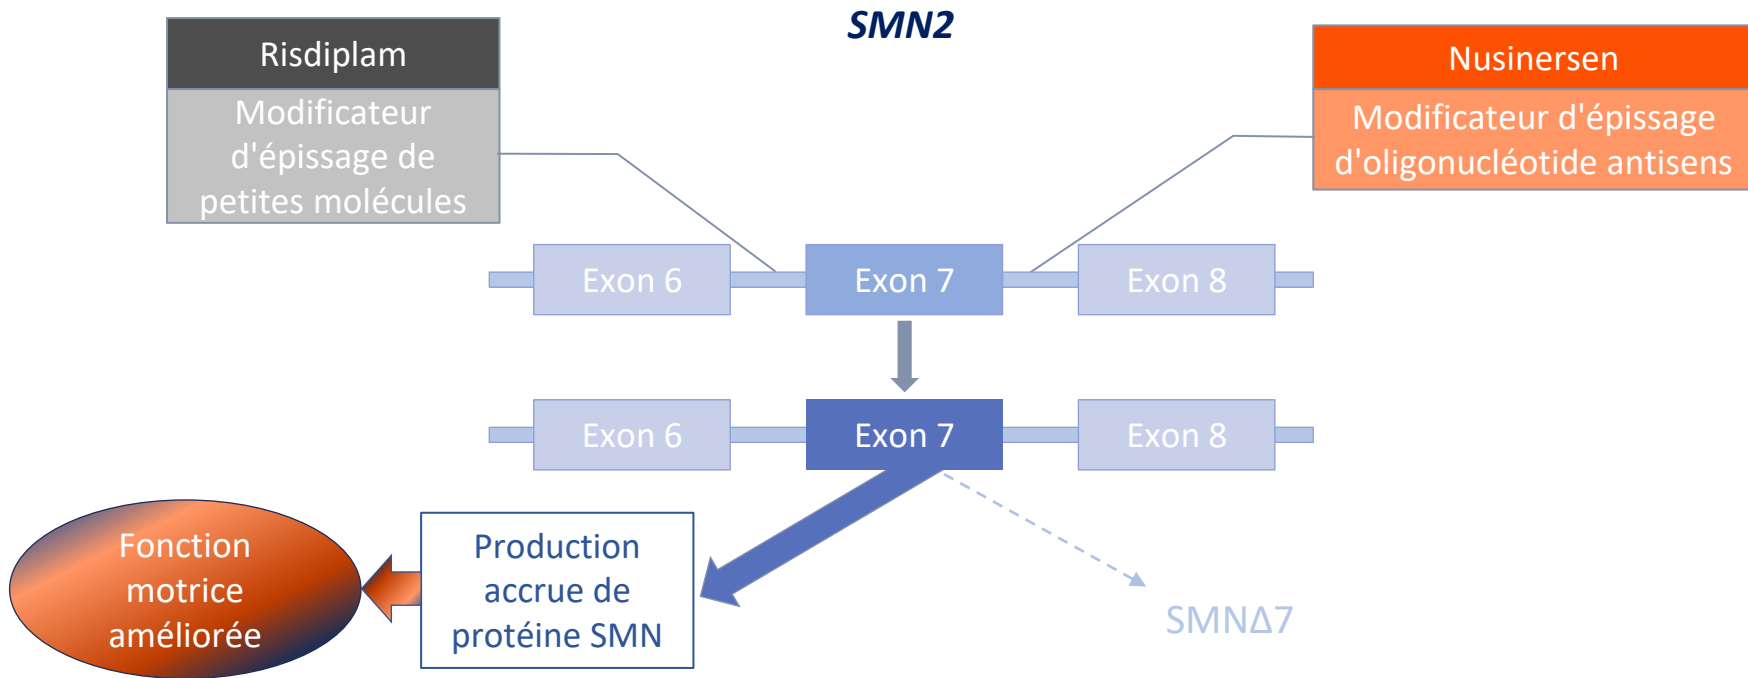 SMN2
Risdiplam
Modificateur
d'épissage de
petites molécules
Nusinersen
Modificateur d'épissage
d'oligonucléotide antisens
Exon 6
Exon 7
Exon 8
Exon 6
Exon 7
Exon 8
Fonction
motrice
améliorée
Production
accrue de
protéine SMN
SMNΔ7